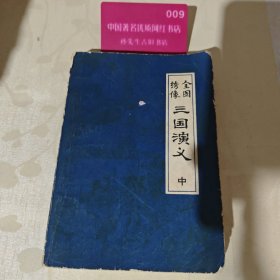 009
中国著名优质网红书店
孙先生古旧书店
全图
绣像
三国演义
中